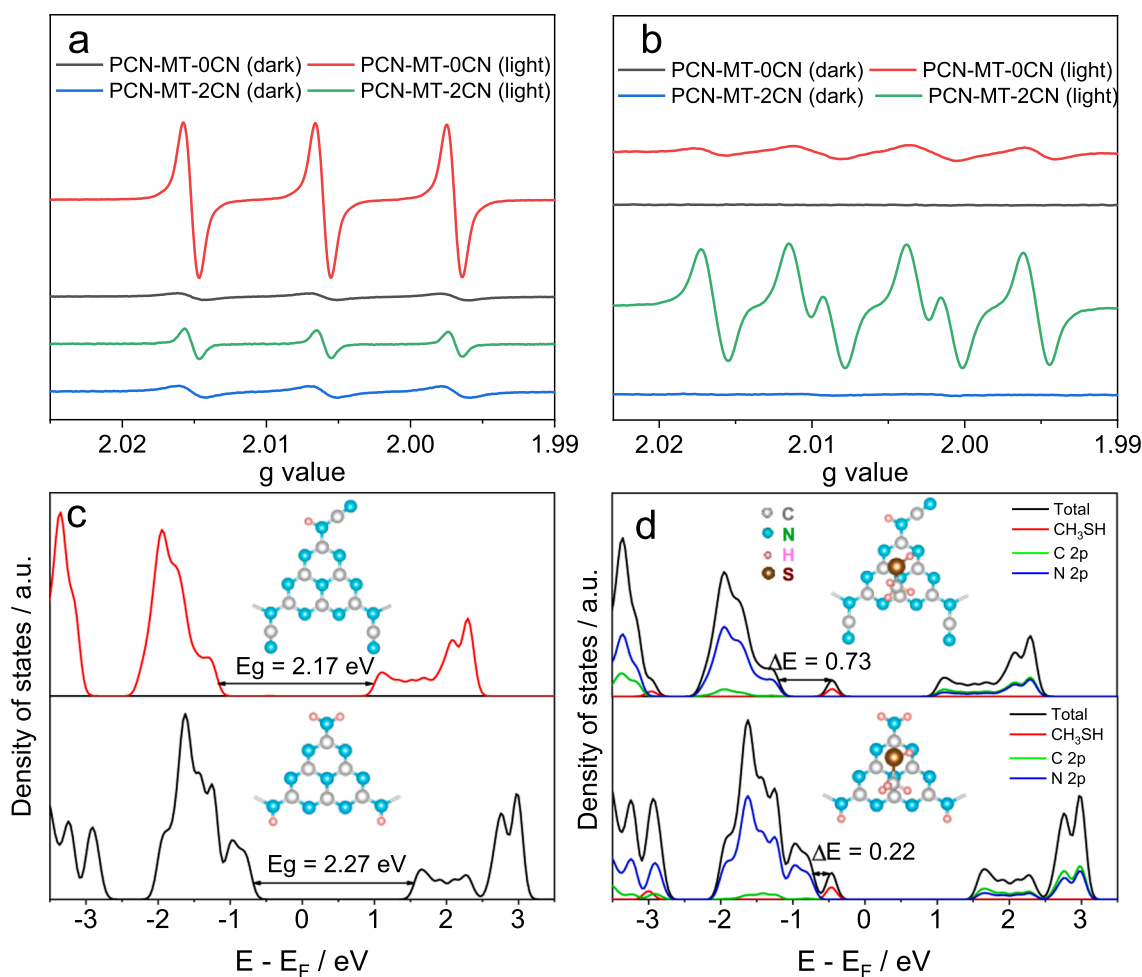 a
PCN-MT-0CN (dark)
PCN-MT-0CN (light)
PCN-MT-2CN (dark)
PCN-MT-2CN (light)
2.02
2.01
2.00
1.99
g value
b
PCN-MT-0CN (dark)
PCN-MT-0CN (light)
PCN-MT-2CN (dark)
PCN-MT-2CN (light)
2.02
2.01
2.00
1.99
g value
c
Eg = 2.17 eV
Eg = 2.27 eV
Density of states / a.u.
-3
-2
-1
0
1
2
3
E - E_F / eV
d
C
N
H
S
Total
CH₃SH
C 2p
N 2p
ΔE = 0.73
Total
CH₃SH
C 2p
N 2p
ΔE = 0.22
Density of states / a.u.
-3
-2
-1
0
1
2
3
E - E_F / eV